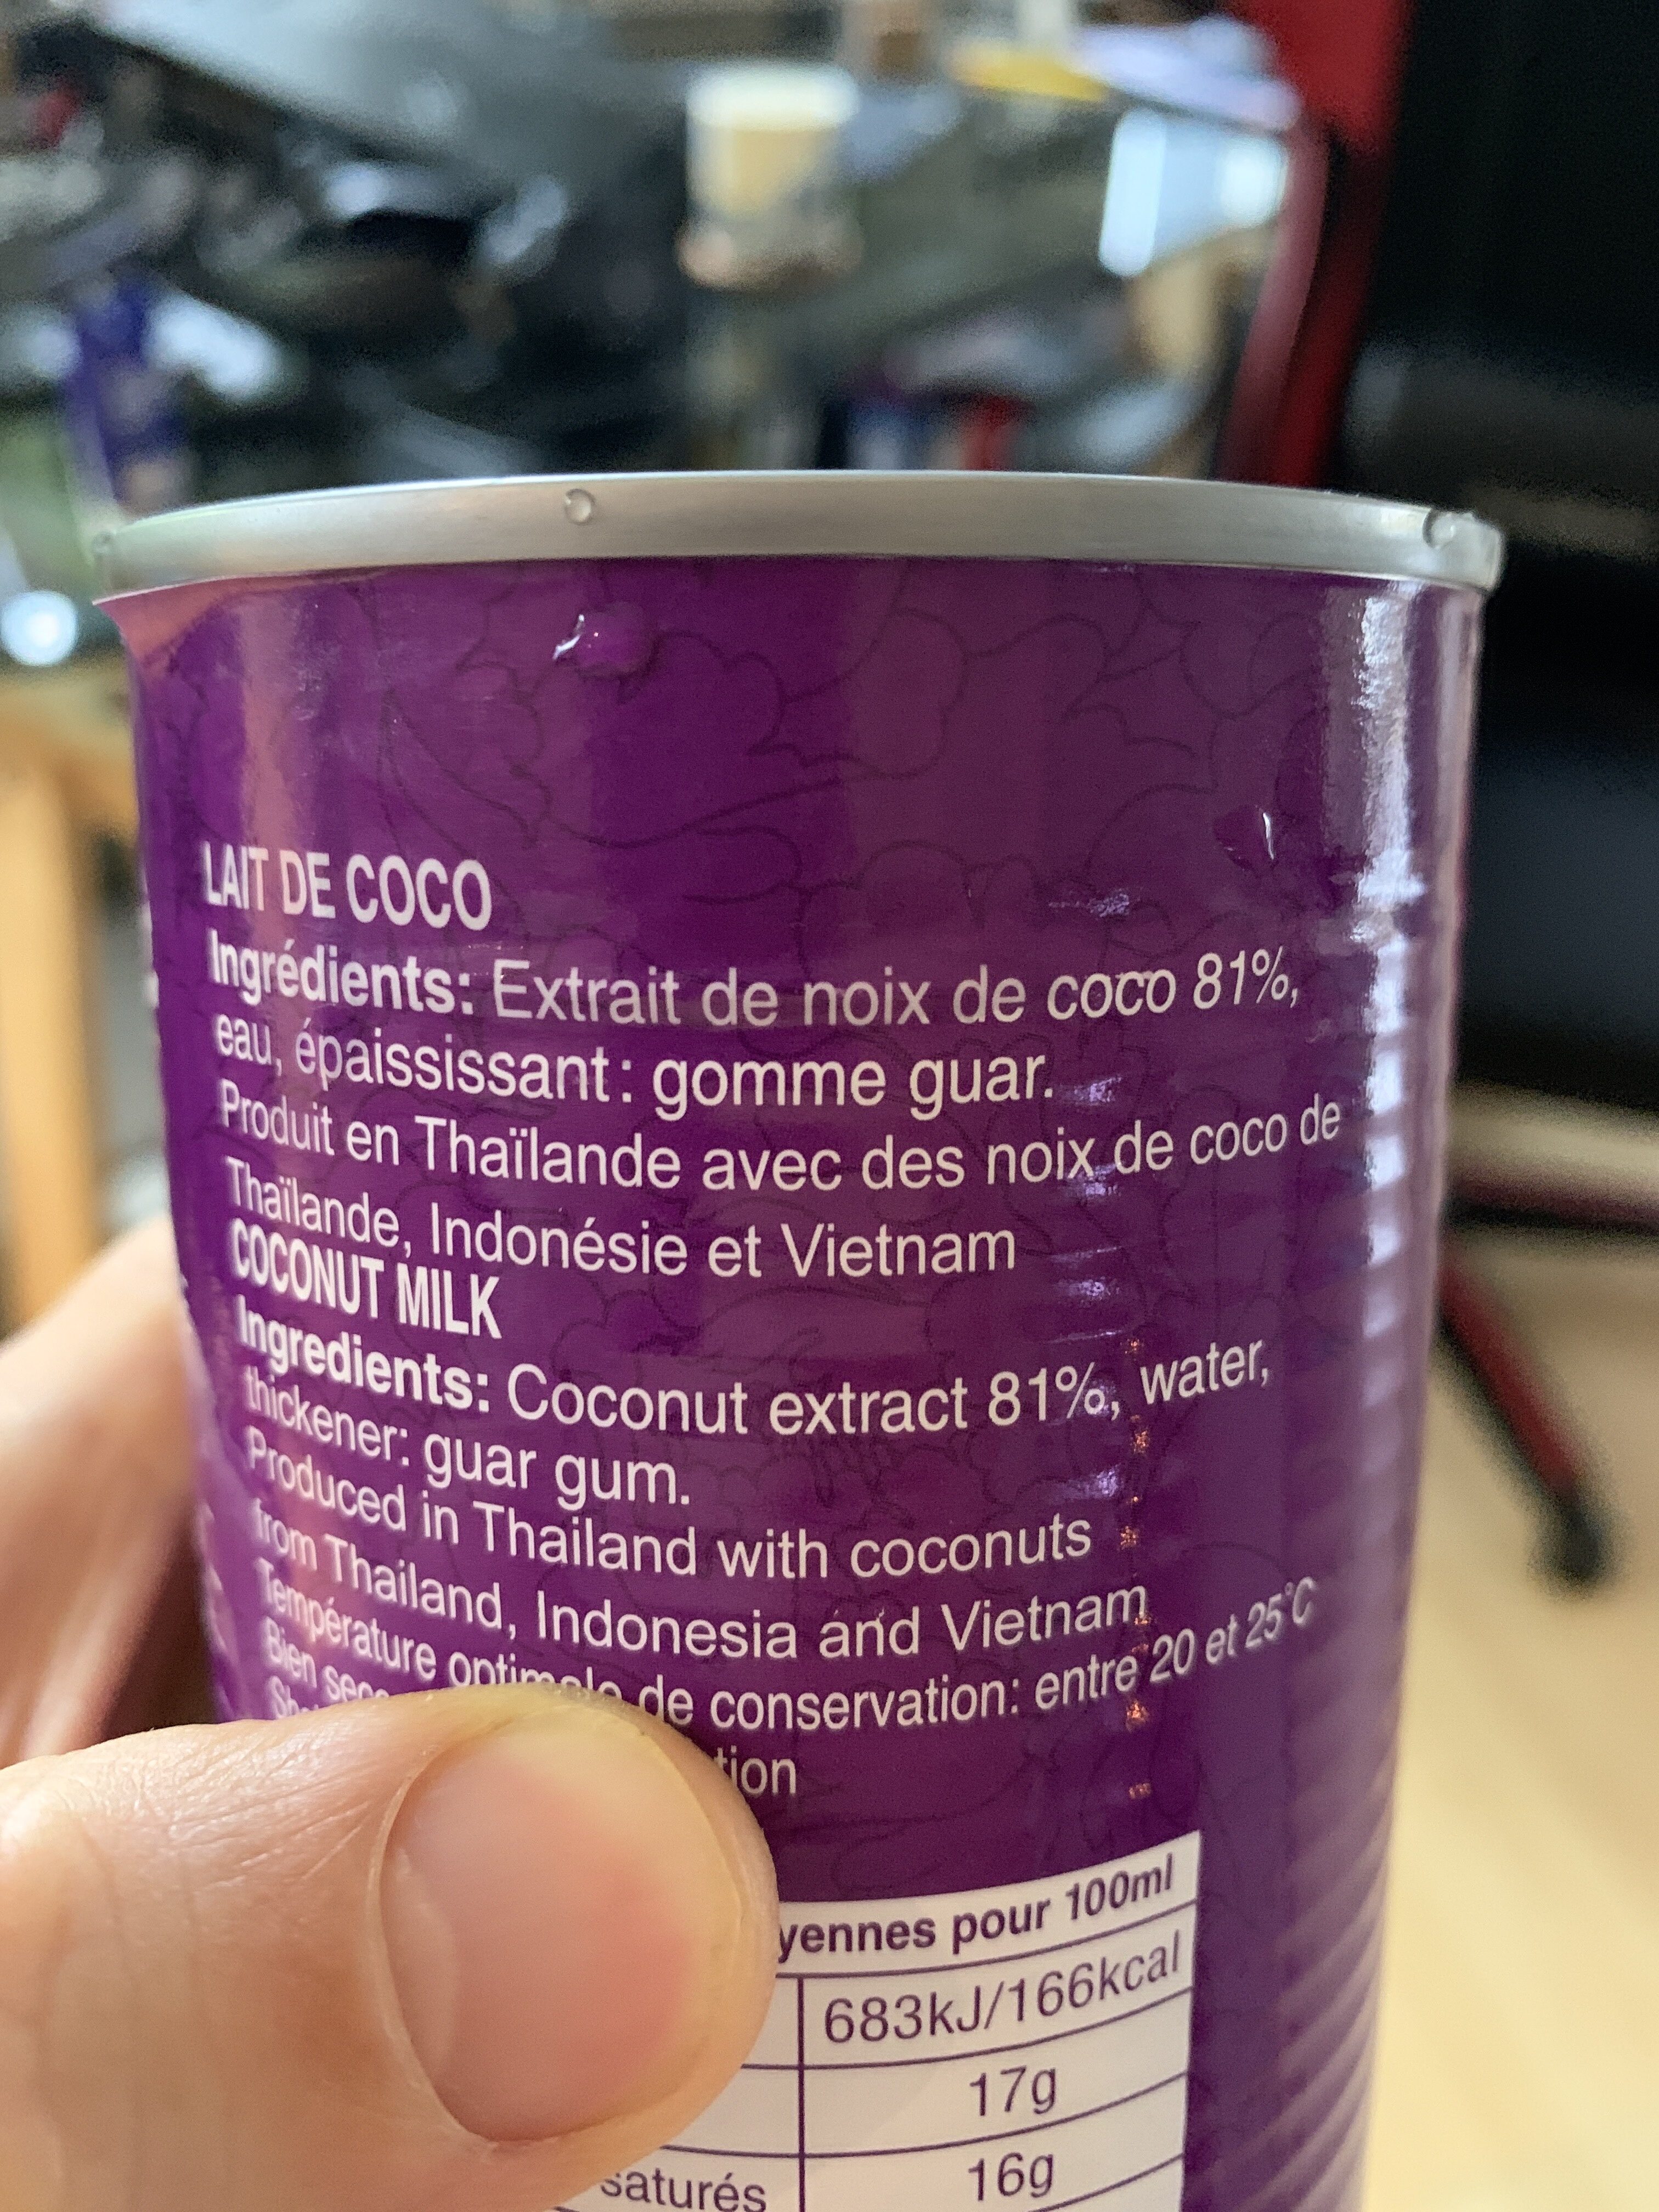 LAIT DE COCO
Ingrédients: Extrait de noix de coco 81%,
eau, épaississant: gomme guar.
Produit en Thaïlande avec des noix de coco de
Thaïlande, Indonésie et Vietnam
COCONUT MILK
Ingredients: Coconut extract 81%, water,
thickener: guar gum.
Produced in Thailand with coconuts
from Thailand, Indonesia and Vietnam
Température optimale de conservation: entre 20 et 25°C
Bien
tion
yennes pour 100ml
683kJ/166kcal
17g
saturés 16g